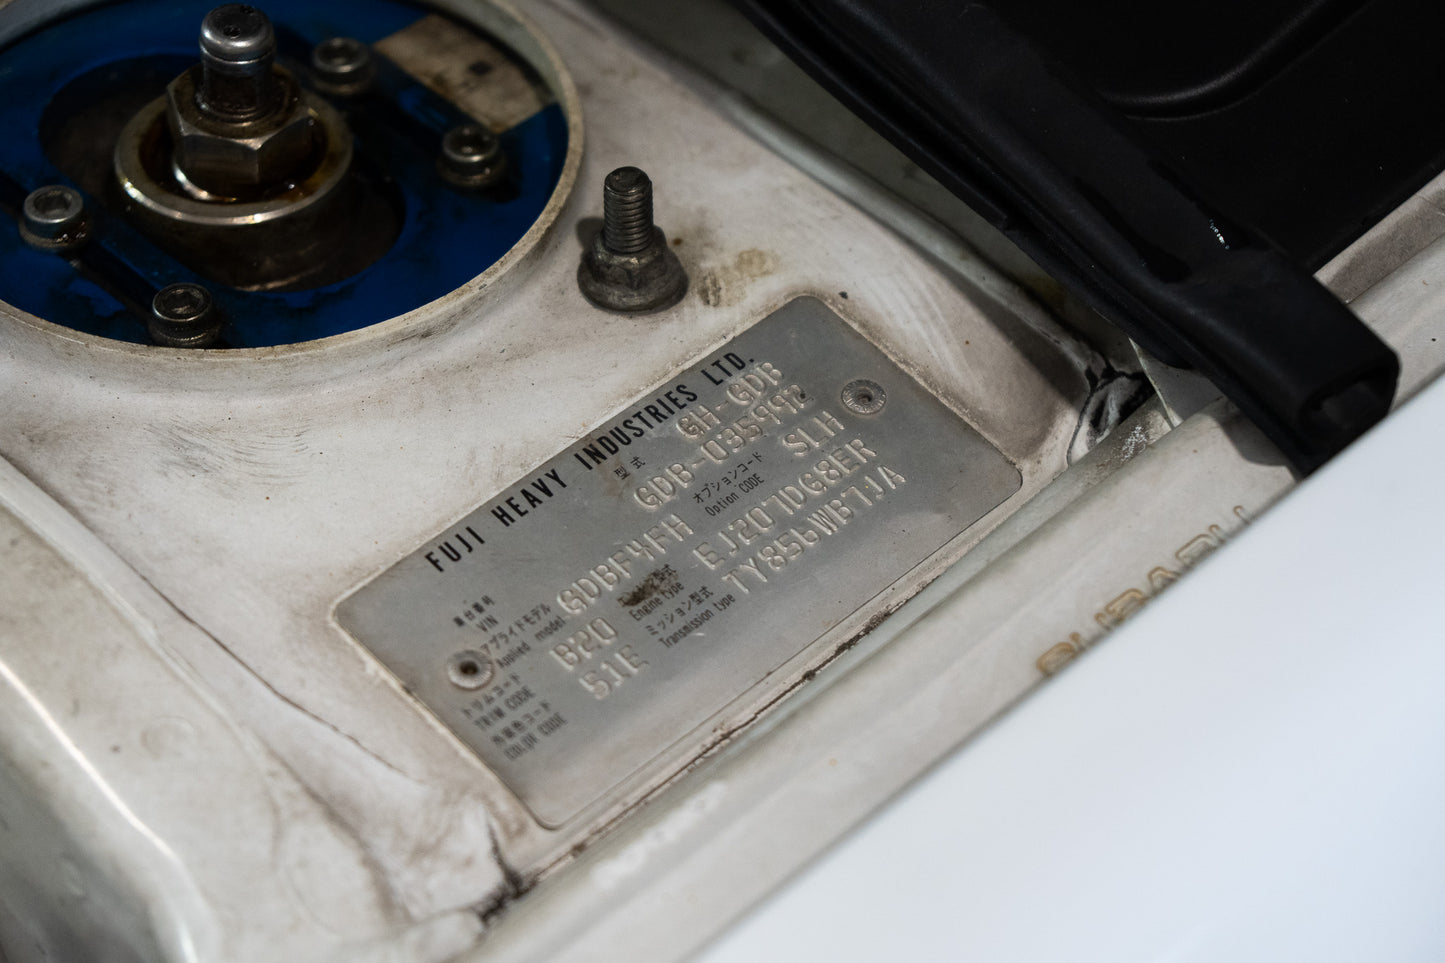 FUJI HEAVY INDUSTRIES LTD.
型式 GH-GDB
車台番号 VIN GDB-035992
アプライドモデル Applied model GDBF4FH オプションコード Option CODE SLH
トリムコード TRIM CODE B20 Engine type EJ207DG8ER
外装色コード COLOR CODE 51E ミッション型式 Transmission type TY856WB7JA
SUBARU